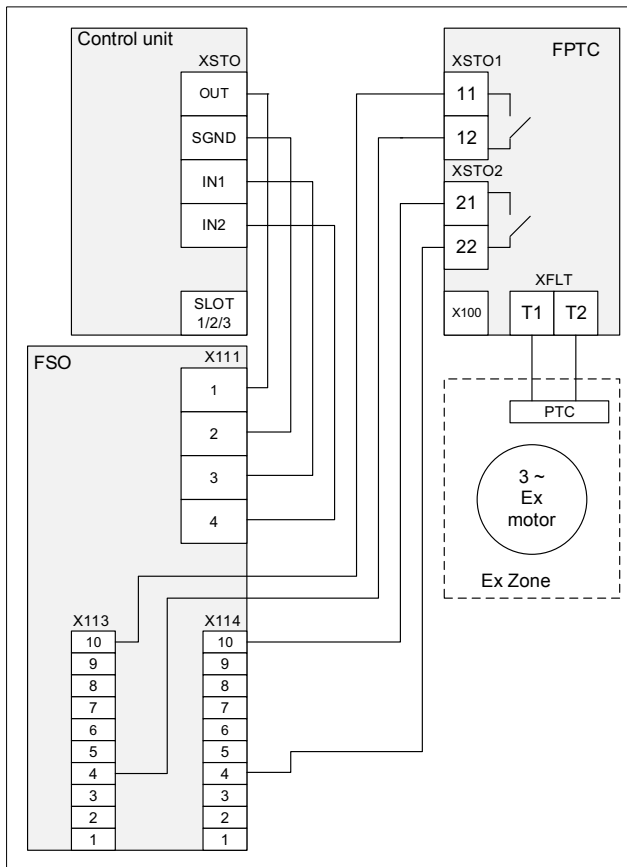 Control unit
XSTO
OUT
SGND
IN1
IN2
SLOT
1/2/3
FSO
X111
1
2
3
4
X113
10
9
8
7
6
5
4
3
2
1
X114
10
9
8
7
6
5
4
3
2
1
FPTC
XSTO1
11
12
XSTO2
21
22
XFLT
X100
T1
T2
PTC
3 ~
Ex
motor
Ex Zone